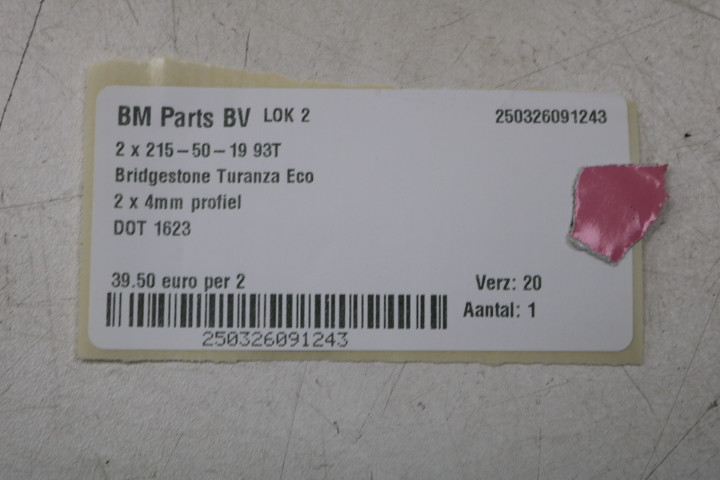 BM Parts BV LOK 2 250326091243
2 x 215-50-19 93T
Bridgestone Turanza Eco
2 x 4mm profiel
DOT 1623
39.50 euro per 2 Verz: 20
Aantal: 1
250326091243